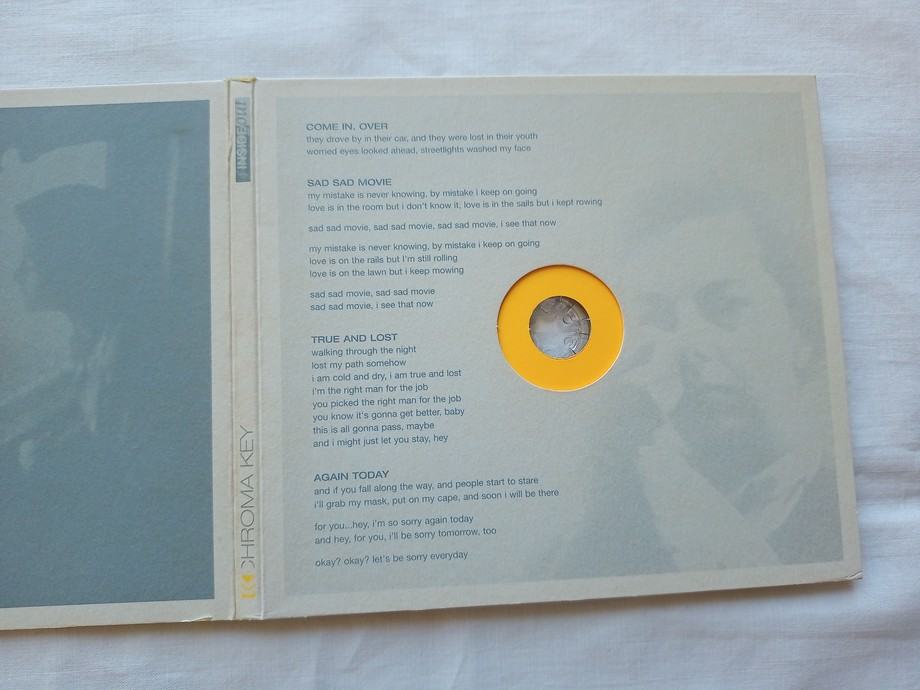 INSIDEOUT
CHROMA KEY
COME IN, OVER
they drove by in their car, and they were lost in their youth
worried eyes looked ahead, streetlights washed my face
SAD SAD MOVIE
my mistake is never knowing, by mistake i keep on going
love is in the room but i don't know it, love is in the sails but i kept rowing
sad sad movie, sad sad movie, sad sad movie, i see that now
my mistake is never knowing, by mistake i keep on going
love is on the rails but I'm still rolling
love is on the lawn but i keep mowing
sad sad movie, sad sad movie
sad sad movie, i see that now
TRUE AND LOST
walking through the night
lost my path somehow
i am cold and dry, i am true and lost
i'm the right man for the job
you picked the right man for the job
you know it's gonna get better, baby
this is all gonna pass, maybe
and i might just let you stay, hey
AGAIN TODAY
and if you fall along the way, and people start to stare
i'll grab my mask, put on my cape, and soon i will be there
for you...hey, i'm so sorry again today
and hey, for you, i'll be sorry tomorrow, too
okay? okay? let's be sorry everyday